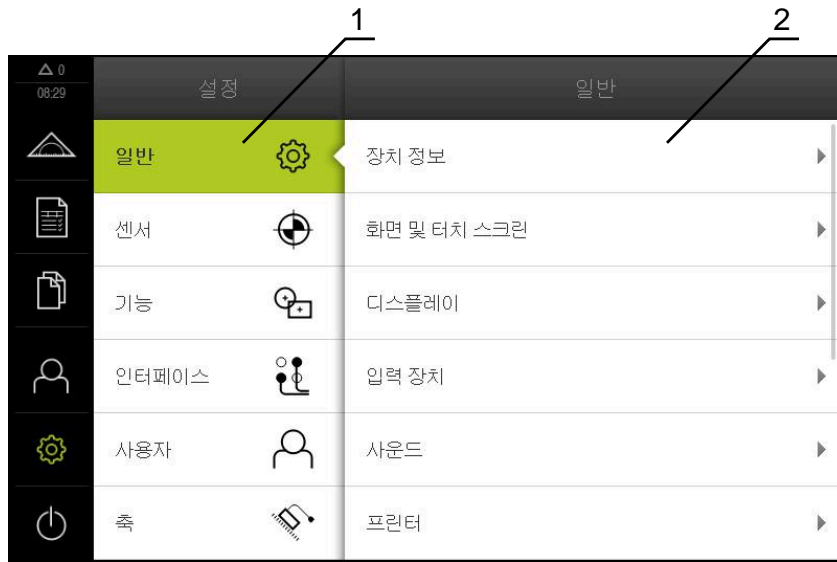 1
2
0
08:29
설정
일반
일반
장치 정보
센서
화면 및 터치 스크린
기능
디스플레이
인터페이스
입력 장치
사용자
사운드
축
프린터